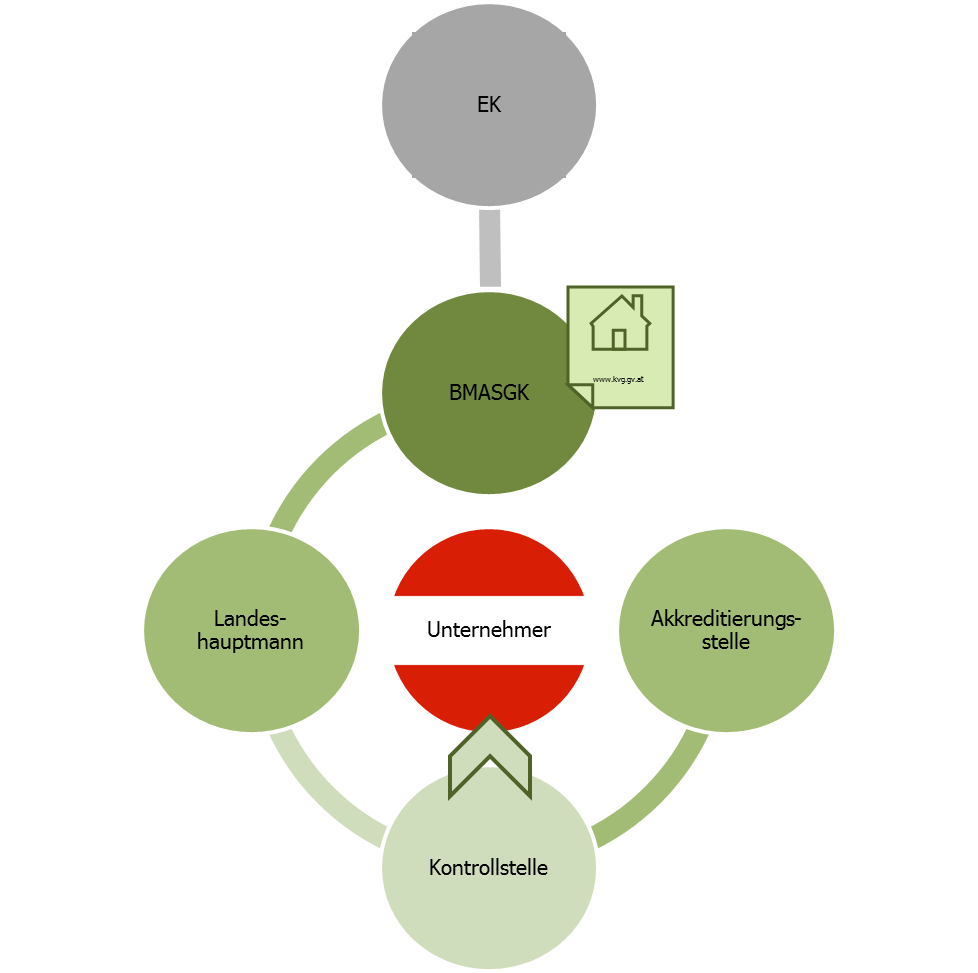 EK
BMASGK
www.kvg.gv.at
Landes-
hauptmann
Unternehmer
Akkreditierungs-
stelle
Kontrollstelle